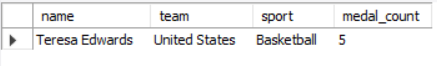 name team sport medal_count
Teresa Edwards United States Basketball 5